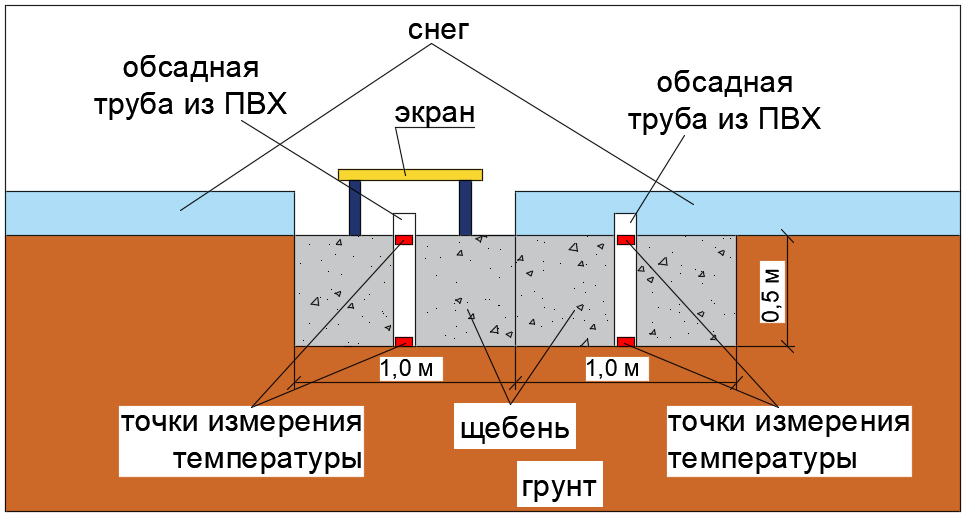 снег
обсадная
труба из ПВХ
экран
обсадная
труба из ПВХ
0,5 м
1,0 м
1,0 м
точки измерения
температуры
щебень
точки измерения
температуры
грунт